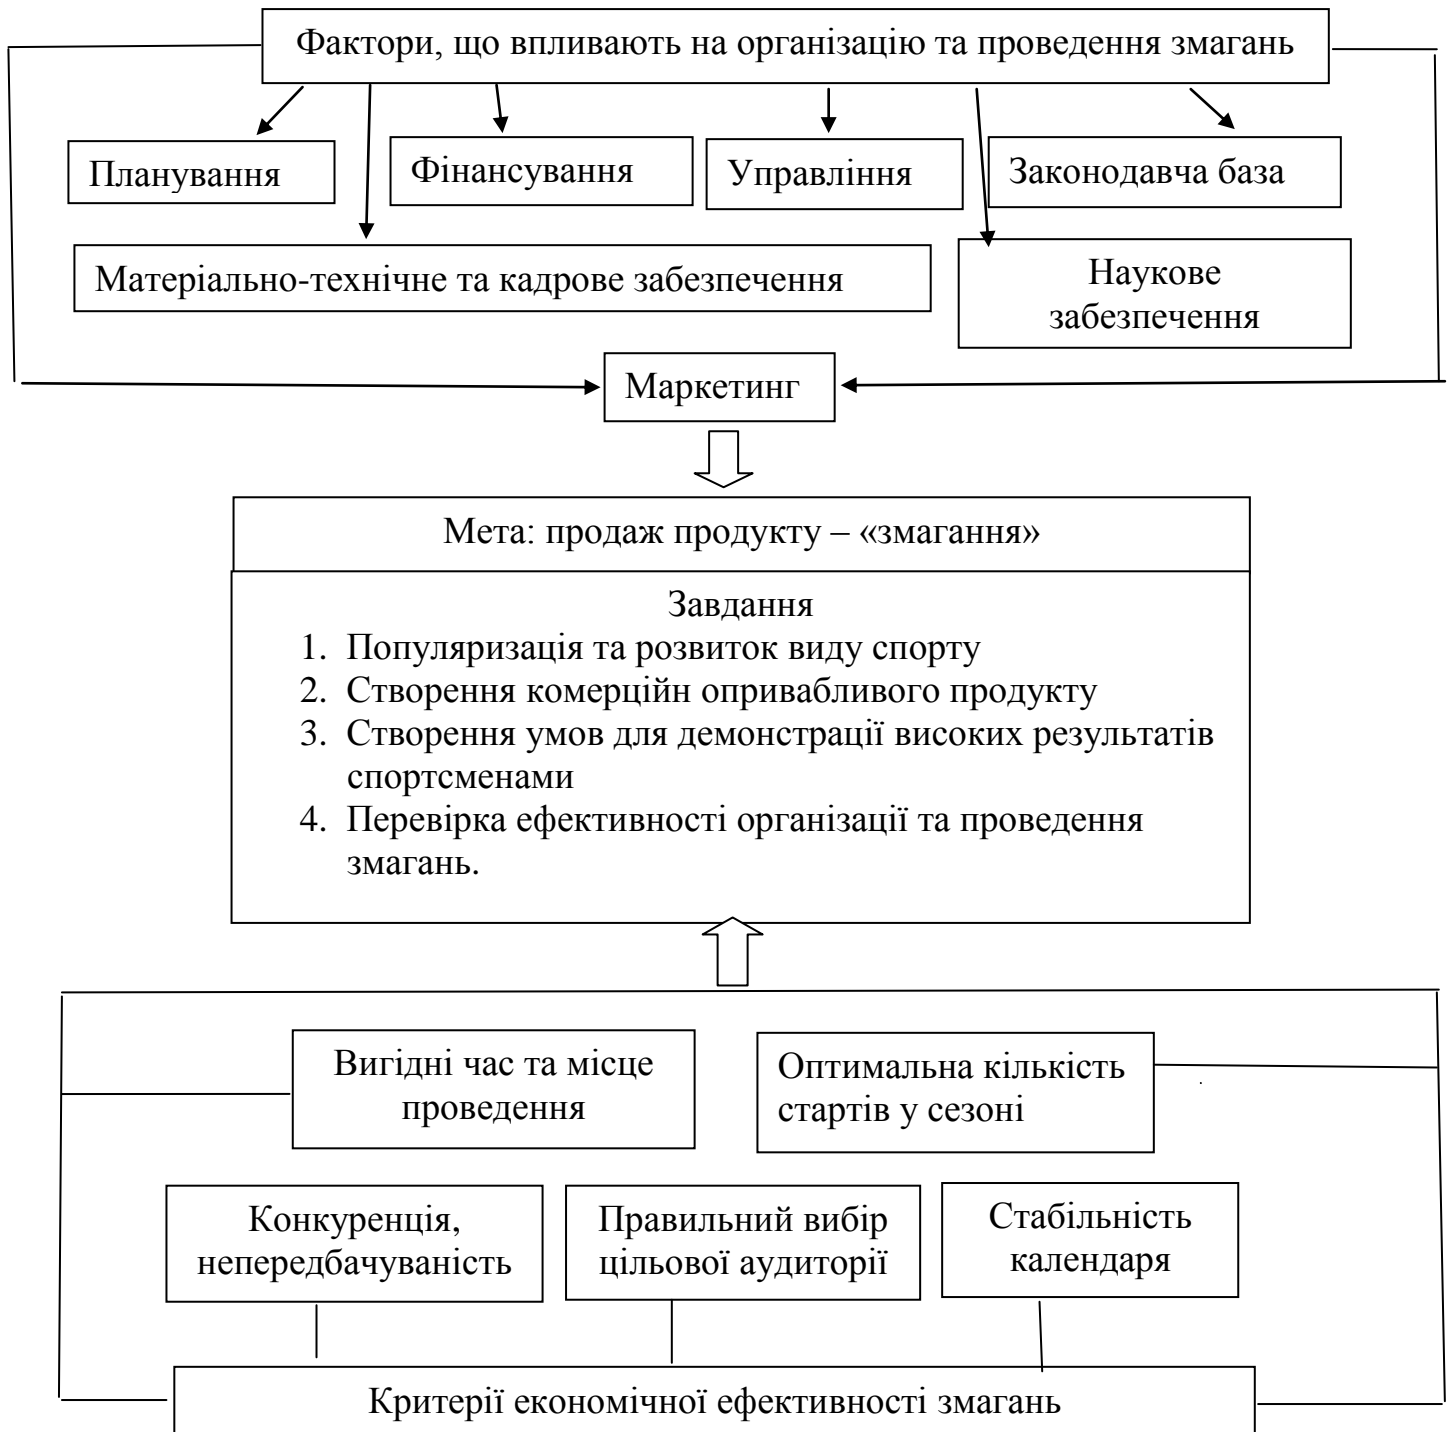 Фактори, що впливають на організацію та проведення змагань
Планування
Фінансування
Управління
Законодавча база
Матеріально-технічне та кадрове забезпечення
Наукове
забезпечення
Маркетинг
Мета: продаж продукту – «змагання»
Завдання
1. Популяризація та розвиток виду спорту
2. Створення комерційн опривабливого продукту
3. Створення умов для демонстрації високих результатів
спортсменами
4. Перевірка ефективності організації та проведення
змагань.
Вигідні час та місце
проведення
Оптимальна кількість
стартів у сезоні
Конкуренція,
непередбачуваність
Правильний вибір
цільової аудиторії
Стабільність
календаря
Критерії економічної ефективності змагань